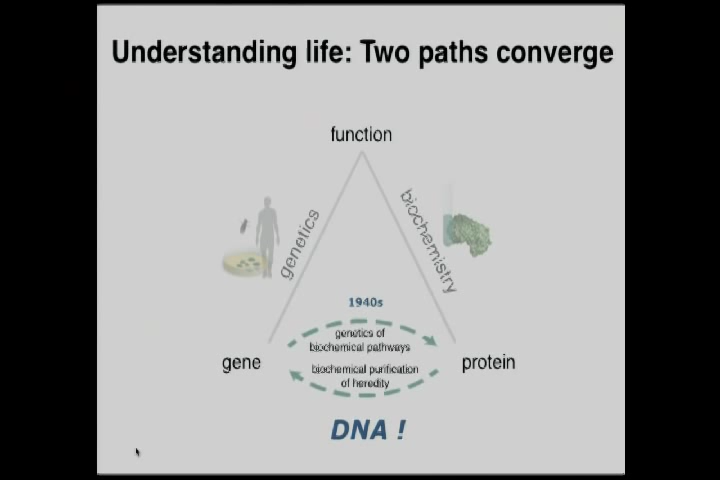 Understanding life: Two paths converge
function
genetics
biochemistry
1940s
genetics of
biochemical pathways
gene
protein
biochemical purification
of heredity
DNA !